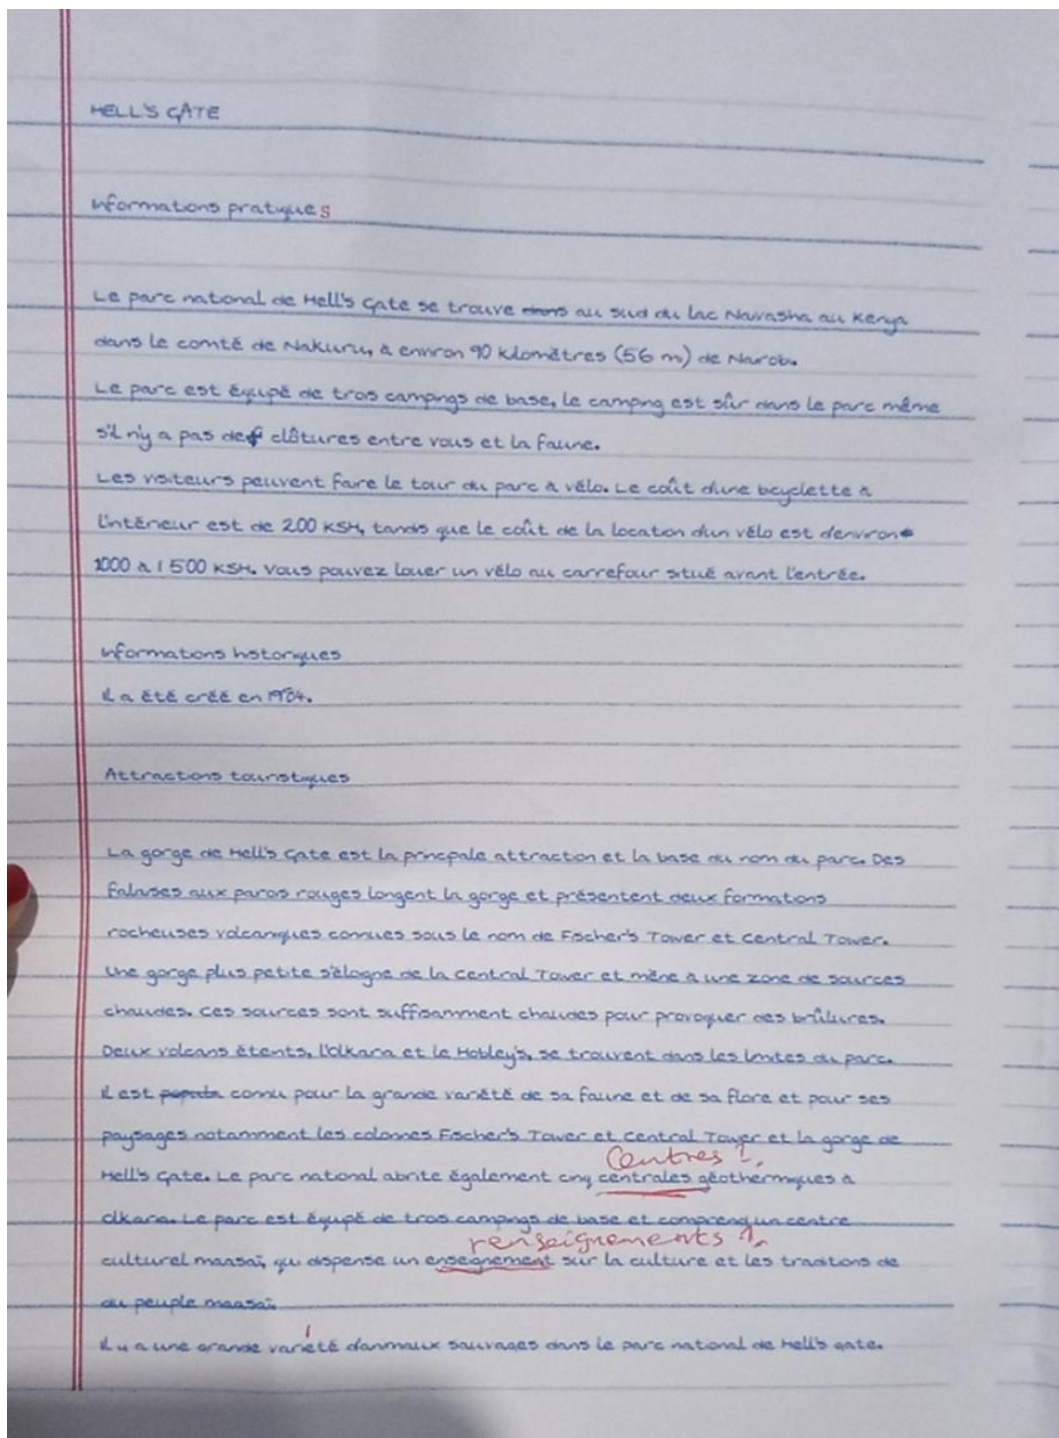 HELL'S GATE
Informations pratiques
Le parc national de Hell's Gate se trouve dans au sud du lac Naivasha au Kenya
dans le comté de Nakuru, à environ 90 kilomètres (56 mi) de Nairobi.
Le parc est équipé de trois campings de base, le camping est sûr dans le parc même
s'il n'y a pas de clôtures entre vous et la faune.
Les visiteurs peuvent faire le tour du parc à vélo. Le coût d'une bicyclette à
l'intérieur est de 200 KSH, tandis que le coût de la location d'un vélo est d'environ
1000 à 1 500 KSH. Vous pouvez louer un vélo au carrefour situé avant l'entrée.
Informations historiques
Il a été créé en 1984.
Attractions touristiques
La gorge de Hell's Gate est la principale attraction et la base du nom du parc. Des
falaises aux parois rouges longent la gorge et présentent deux formations
rocheuses volcaniques connues sous le nom de Fischer's Tower et Central Tower.
Une gorge plus petite s'éloigne de la Central Tower et mène à une zone de sources
chaudes. Ces sources sont suffisamment chaudes pour provoquer des brûlures.
Deux volcans éteints, l'Olkaria et le Hobley's, se trouvent dans les limites du parc.
Il est connu pour la grande variété de sa faune et de sa flore et pour ses
paysages notamment les colonnes Fischer's Tower et Central Tower et la gorge de
Centres !.
Hell's Gate. Le parc national abrite également cinq centrales géothermiques à
Olkaria. Le parc est équipé de trois campings de base et comprend un centre
renseignements
culturel maasaï, qui dispense un enseignement sur la culture et les traditions de
du peuple maasaï.
Il y a une grande variété d'animaux sauvages dans le parc national de Hell's gate.